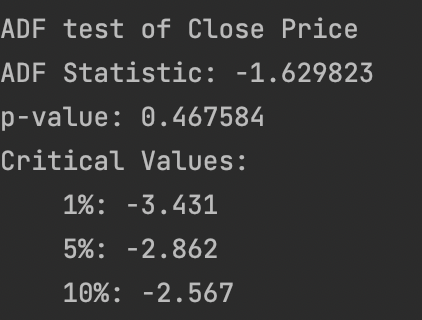 ADF test of Close Price
ADF Statistic: -1.629823
p-value: 0.467584
Critical Values:
    1%: -3.431
    5%: -2.862
    10%: -2.567